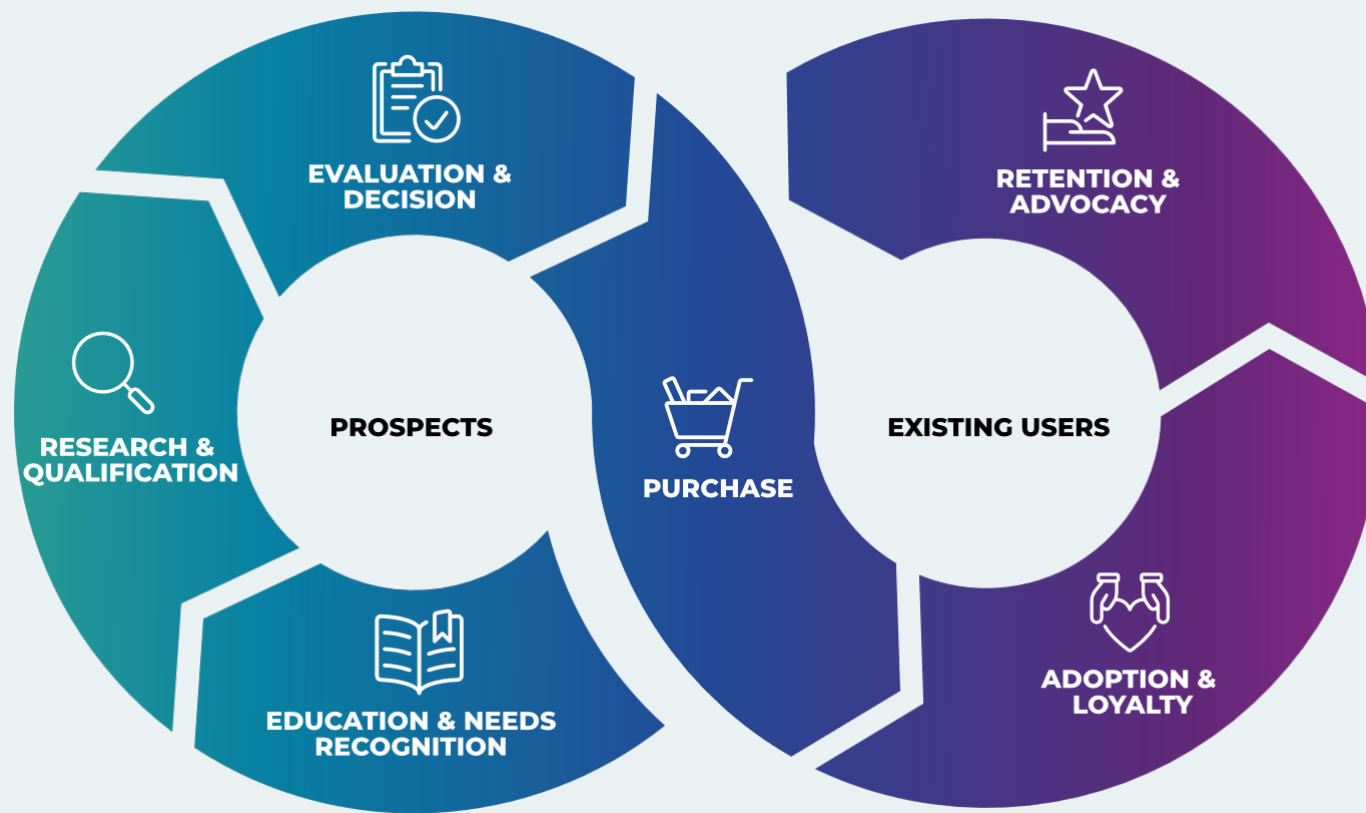 EVALUATION &
DECISION
RETENTION &
ADVOCACY
RESEARCH &
QUALIFICATION
PROSPECTS
PURCHASE
EXISTING USERS
EDUCATION & NEEDS
RECOGNITION
ADOPTION &
LOYALTY